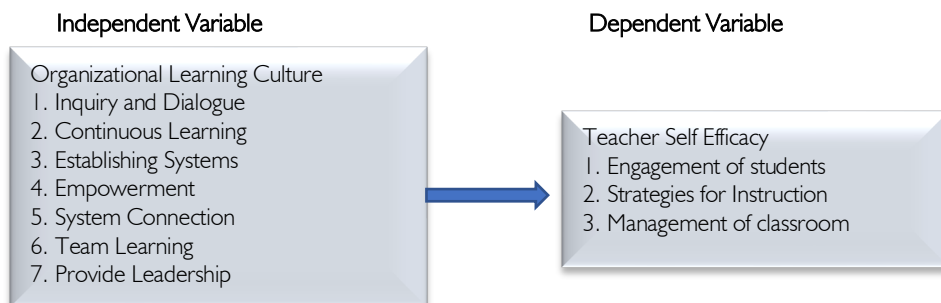 Independent Variable
Dependent Variable
Organizational Learning Culture
1. Inquiry and Dialogue
2. Continuous Learning
3. Establishing Systems
4. Empowerment
5. System Connection
6. Team Learning
7. Provide Leadership
Teacher Self Efficacy
1. Engagement of students
2. Strategies for Instruction
3. Management of classroom